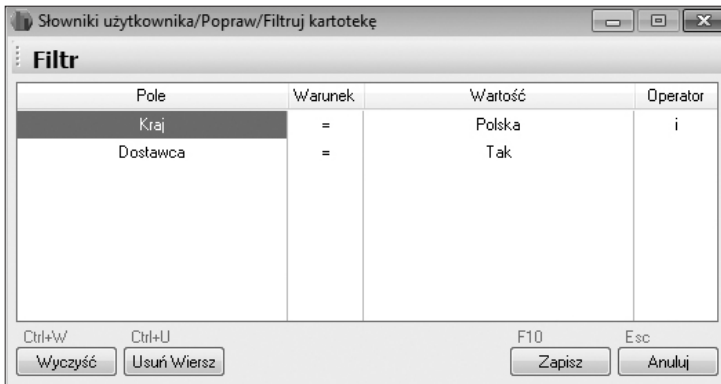 Słowniki użytkownika/Popraw/Filtruj kartotekę
Filtr
Pole Warunek Wartość Operator
Kraj = Polska i
Dostawca = Tak
Ctrl+W Ctrl+U F10 Esc
Wyczyść Usuń Wiersz Zapisz Anuluj